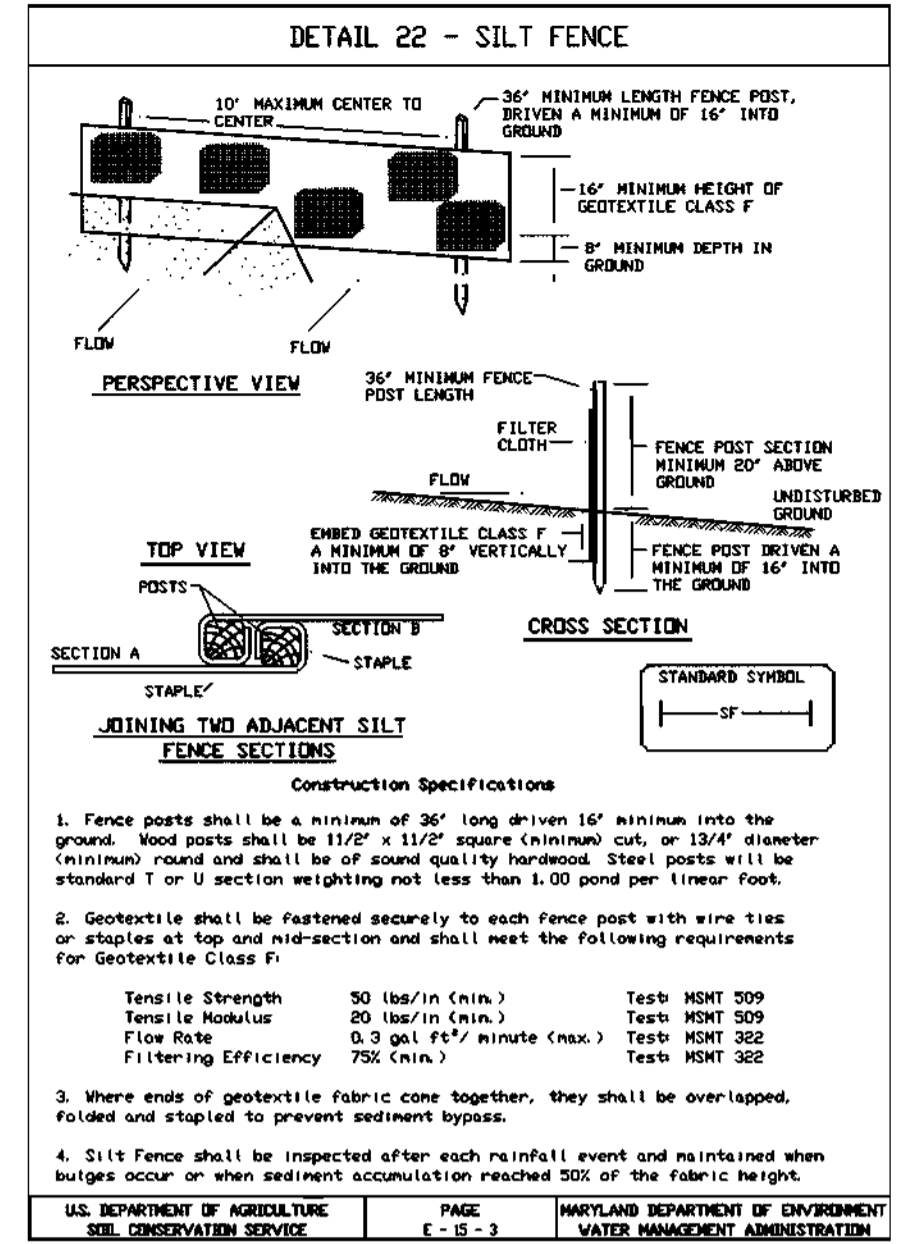 DETAIL 22 - SILT FENCE
10' MAXIMUM CENTER TO
CENTER
36" MINIMUM LENGTH FENCE POST,
DRIVEN A MINIMUM OF 16" INTO
GROUND
16" MINIMUM HEIGHT OF
GEOTEXTILE CLASS F
8" MINIMUM DEPTH IN
GROUND
FLOW
FLOW
PERSPECTIVE VIEW
36" MINIMUM FENCE
POST LENGTH
FILTER
CLOTH
FLOW
FENCE POST SECTION
MINIMUM 20" ABOVE
GROUND
UNDISTURBED
GROUND
EMBED GEOTEXTILE CLASS F
A MINIMUM OF 8" VERTICALLY
INTO THE GROUND
FENCE POST DRIVEN A
MINIMUM OF 16" INTO
THE GROUND
CROSS SECTION
TOP VIEW
POSTS
SECTION B
SECTION A
STAPLE
STAPLE
JOINING TWO ADJACENT SILT
FENCE SECTIONS
STANDARD SYMBOL
SF
Construction Specifications
1. Fence posts shall be a minimum of 36" long driven 16" minimum into the
ground. Wood posts shall be 11/2" x 11/2" square (minimum) cut, or 13/4" diameter
(minimum) round and shall be of sound quality hardwood. Steel posts will be
standard T or U section weighting not less than 1.00 pond per linear foot.
2. Geotextile shall be fastened securely to each fence post with wire ties
or staples at top and mid-section and shall meet the following requirements
for Geotextile Class F:
Tensile Strength 50 lbs/in (min.) Test: MSMT 509
Tensile Modulus 20 lbs/in (min.) Test: MSMT 509
Flow Rate 0.3 gal ft²/ minute (max.) Test: MSMT 322
Filtering Efficiency 75% (min.) Test: MSMT 322
3. Where ends of geotextile fabric come together, they shall be overlapped,
folded and stapled to prevent sediment bypass.
4. Silt Fence shall be inspected after each rainfall event and maintained when
bulges occur or when sediment accumulation reached 50% of the fabric height.
U.S. DEPARTMENT OF AGRICULTURE
SOIL CONSERVATION SERVICE
PAGE
E - 15 - 3
MARYLAND DEPARTMENT OF ENVIRONMENT
WATER MANAGEMENT ADMINISTRATION